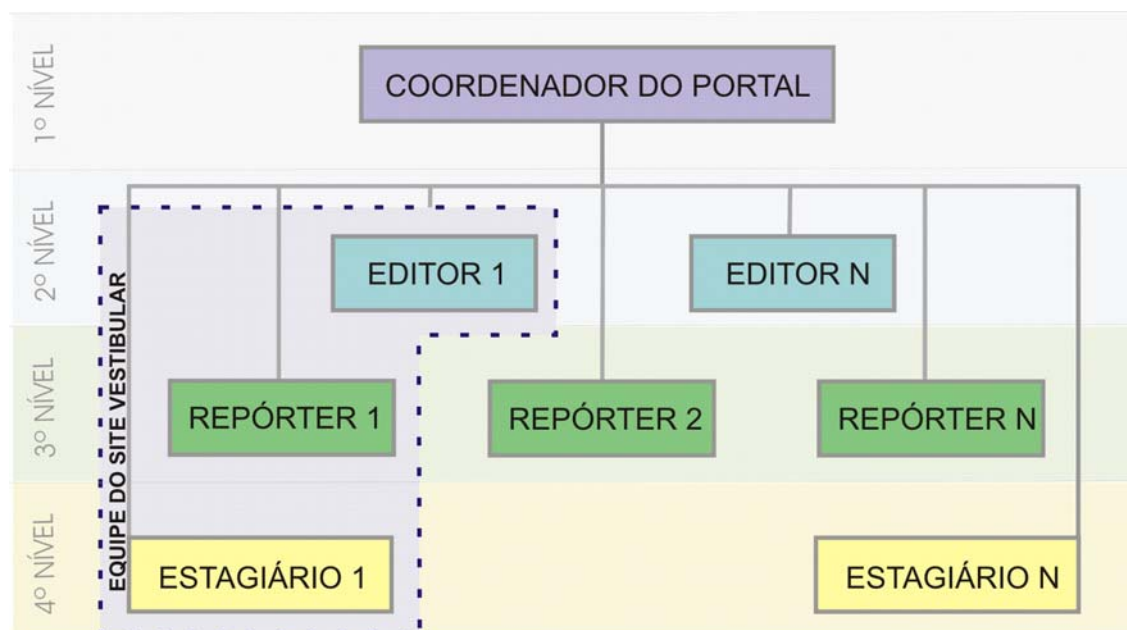 1º NÍVEL
COORDENADOR DO PORTAL
2º NÍVEL
EQUIPE DO SITE VESTIBULAR
EDITOR 1
EDITOR N
3º NÍVEL
REPÓRTER 1
REPÓRTER 2
REPÓRTER N
4º NÍVEL
ESTAGIÁRIO 1
ESTAGIÁRIO N